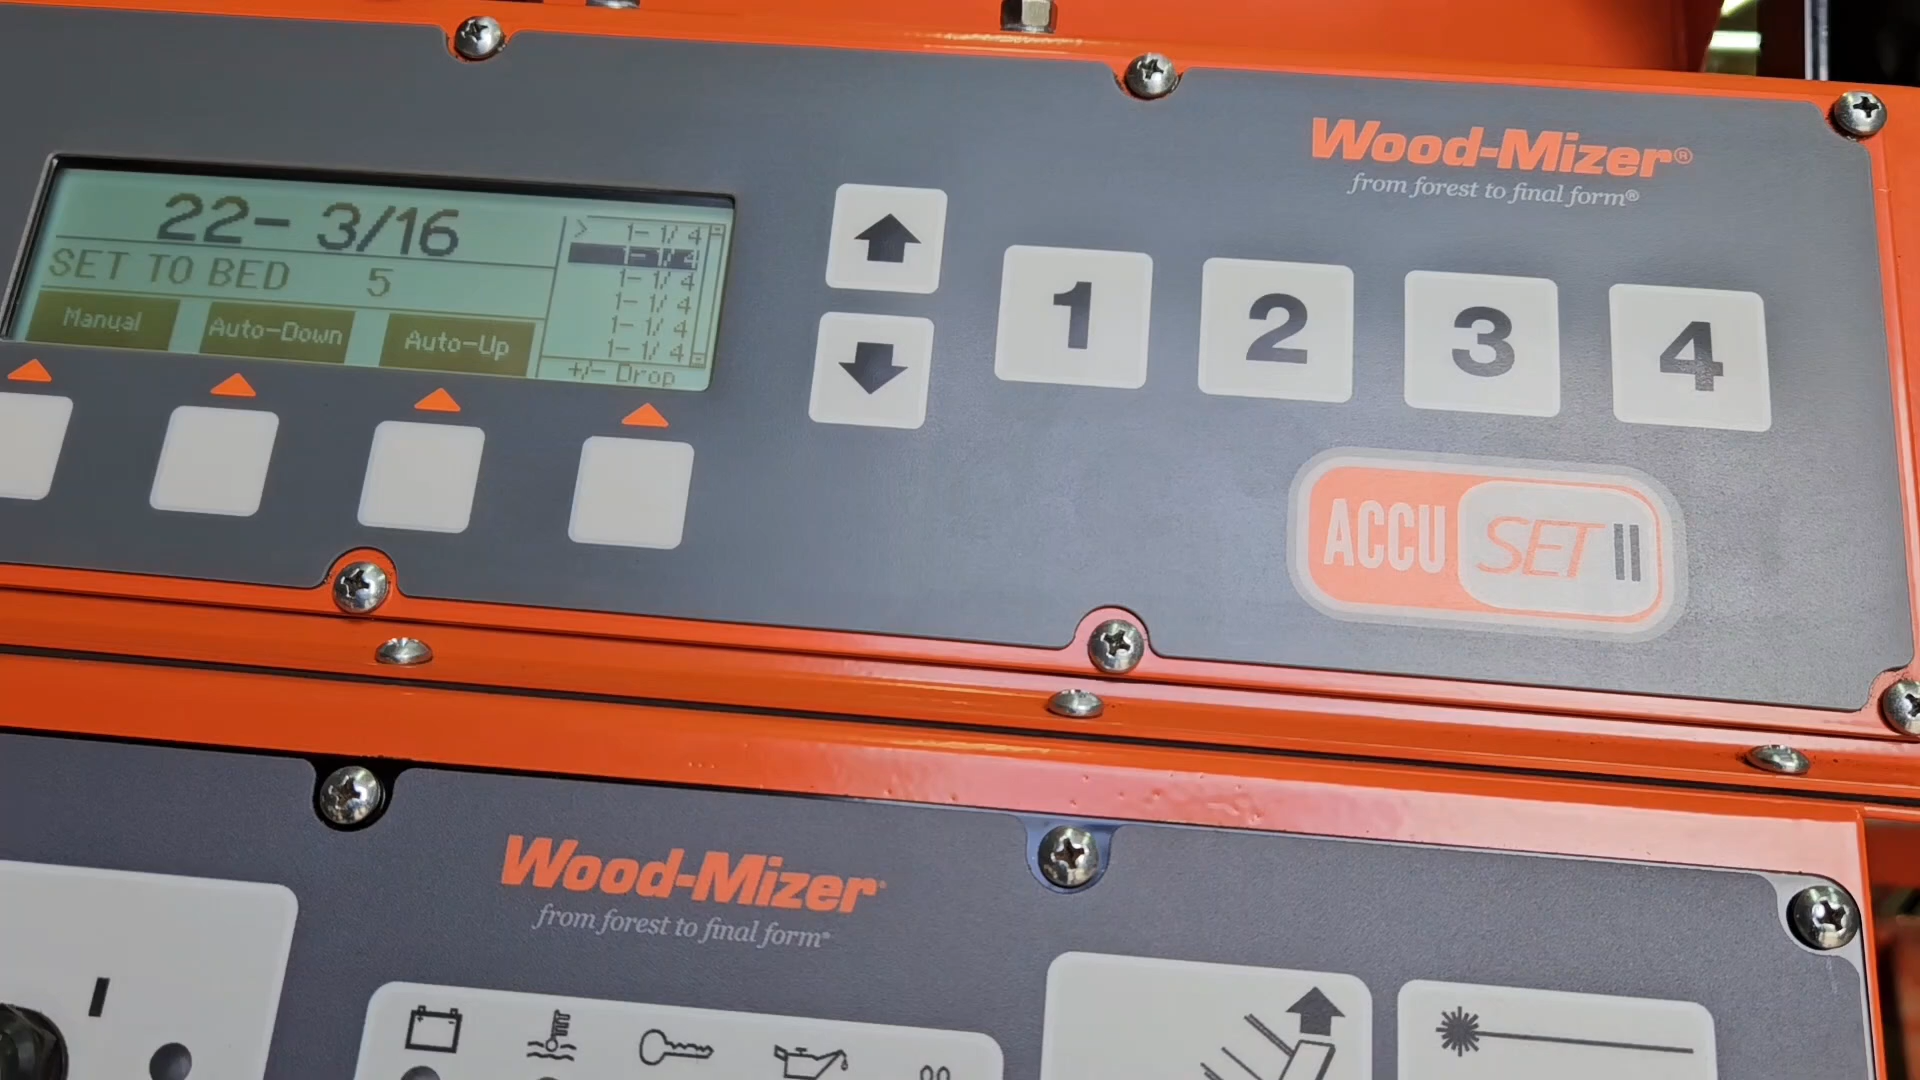 22- 3/16
SET TO BED 5
Manual
Auto-Down
Auto-Up
> 1- 1/ 4
1- 1/ 4
1- 1/ 4
1- 1/ 4
1- 1/ 4
1- 1/ 4
+/- Drop
Wood-Mizer®
from forest to final form®
1
2
3
4
ACCU SET II
Wood-Mizer
from forest to final form®
I